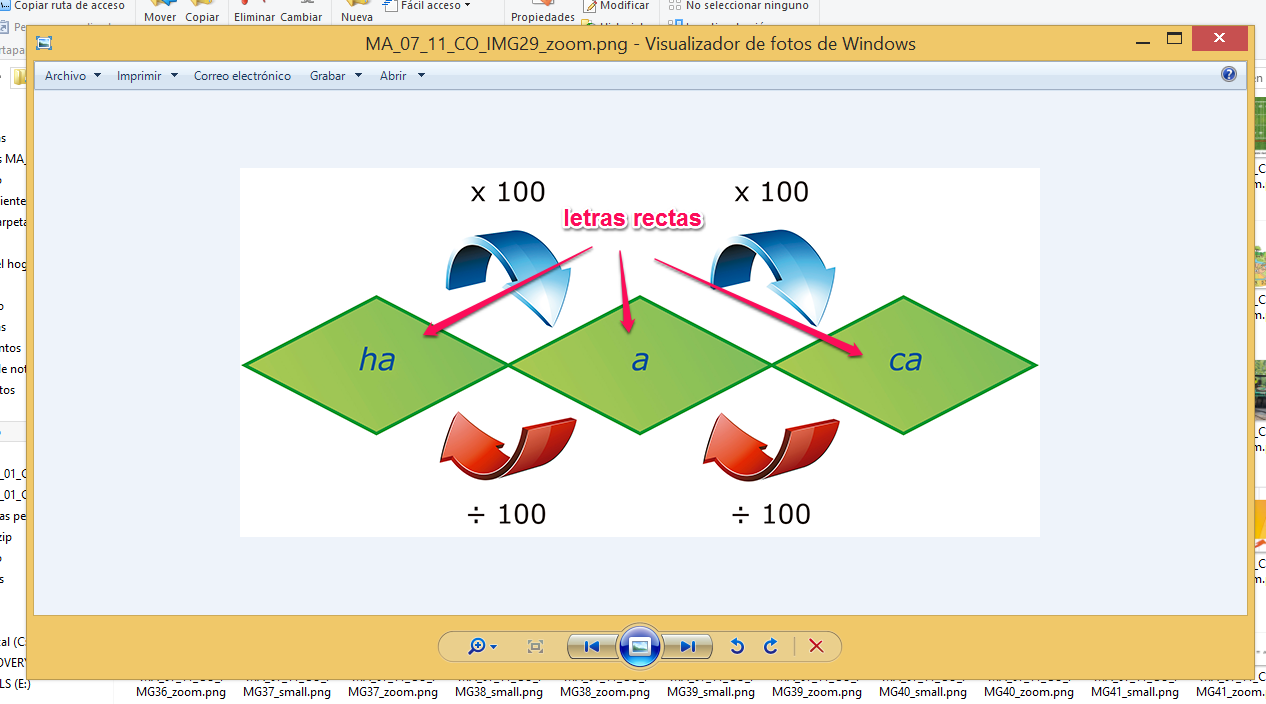 Copiar ruta de acceso
Mover Copiar Eliminar Cambiar Nueva
Fácil acceso
Propiedades
Modificar
No seleccionar ninguno
MA_07_11_CO_IMG29_zoom.png - Visualizador de fotos de Windows
Archivo Imprimir Correo electrónico Grabar Abrir
x 100 x 100
letras rectas
ha a ca
÷ 100 ÷ 100
MG36_zoom.png MG37_small.png MG37_zoom.png MG38_small.png MG38_zoom.png MG39_small.png MG39_zoom.png MG40_small.png MG40_zoom.png MG41_small.png MG41_zoom.